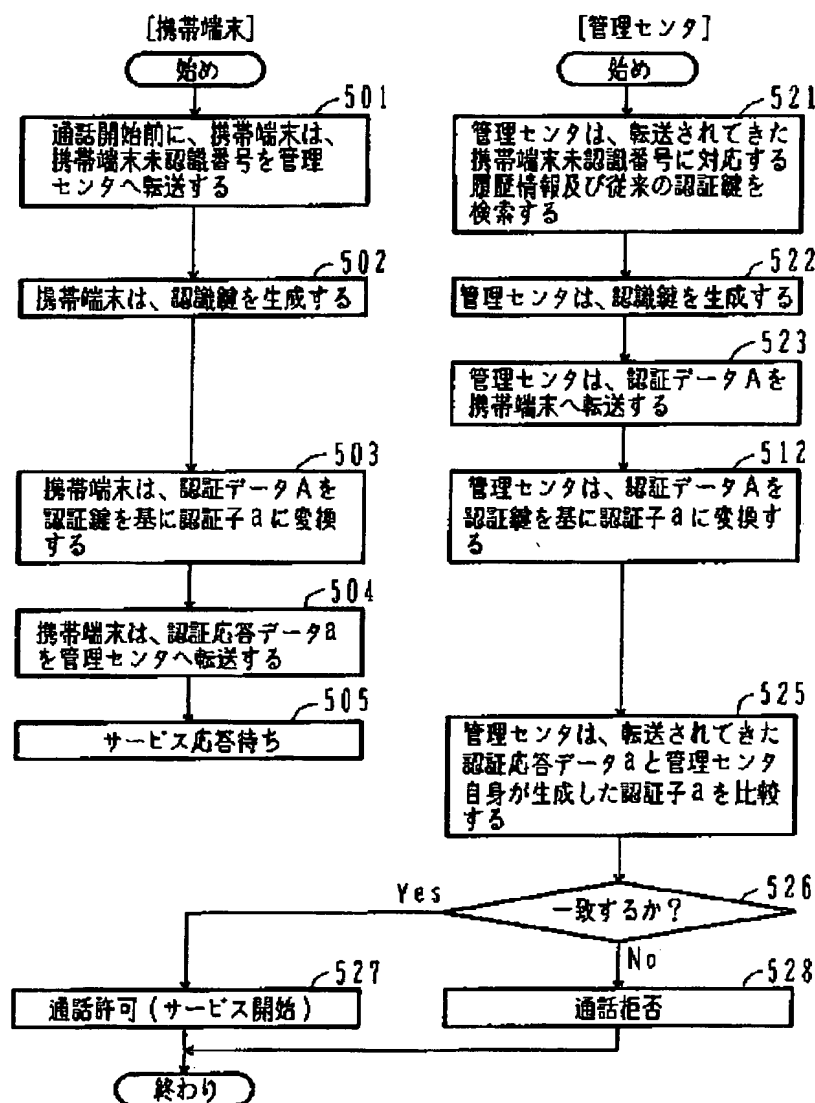 [携帯端末]
始め
501
通話開始前に、携帯端末は、
携帯端末未認識番号を管理
センタへ転送する
502
携帯端末は、認識鍵を生成する
503
携帯端末は、認証データAを
認証鍵を基に認証子aに変換
する
504
携帯端末は、認証応答データa
を管理センタへ転送する
505
サービス応答待ち
[管理センタ]
始め
521
管理センタは、転送されてきた
携帯端末未認識番号に対応する
履歴情報及び従来の認証鍵を
検索する
522
管理センタは、認識鍵を生成する
523
管理センタは、認証データAを
携帯端末へ転送する
512
管理センタは、認証データAを
認証鍵を基に認証子aに変換す
る
525
管理センタは、転送されてきた
認証応答データaと管理センタ
自身が生成した認証子aを比較
する
526
一致するか?
Yes
No
527
通話許可(サービス開始)
528
通話拒否
終わり